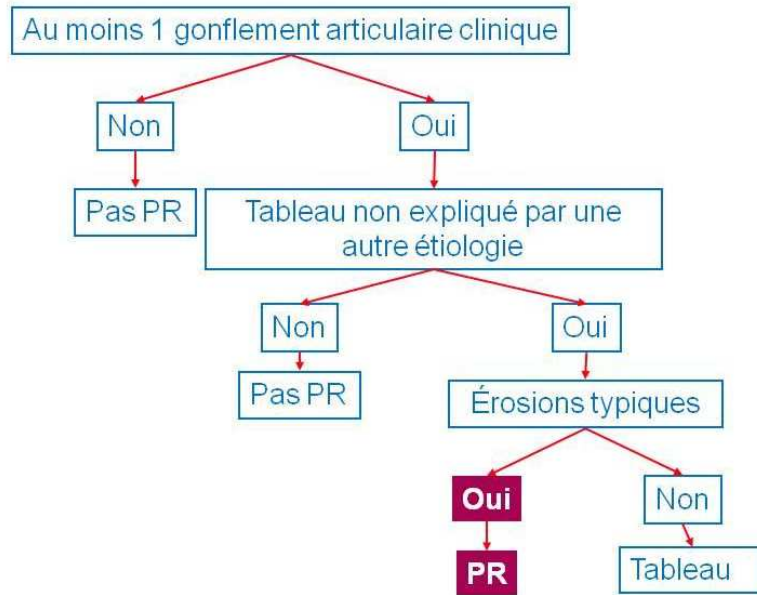 Au moins 1 gonflement articulaire clinique
Non
Oui
Pas PR
Tableau non expliqué par une
autre étiologie
Non
Oui
Pas PR
Érosions typiques
Oui
Non
PR
Tableau